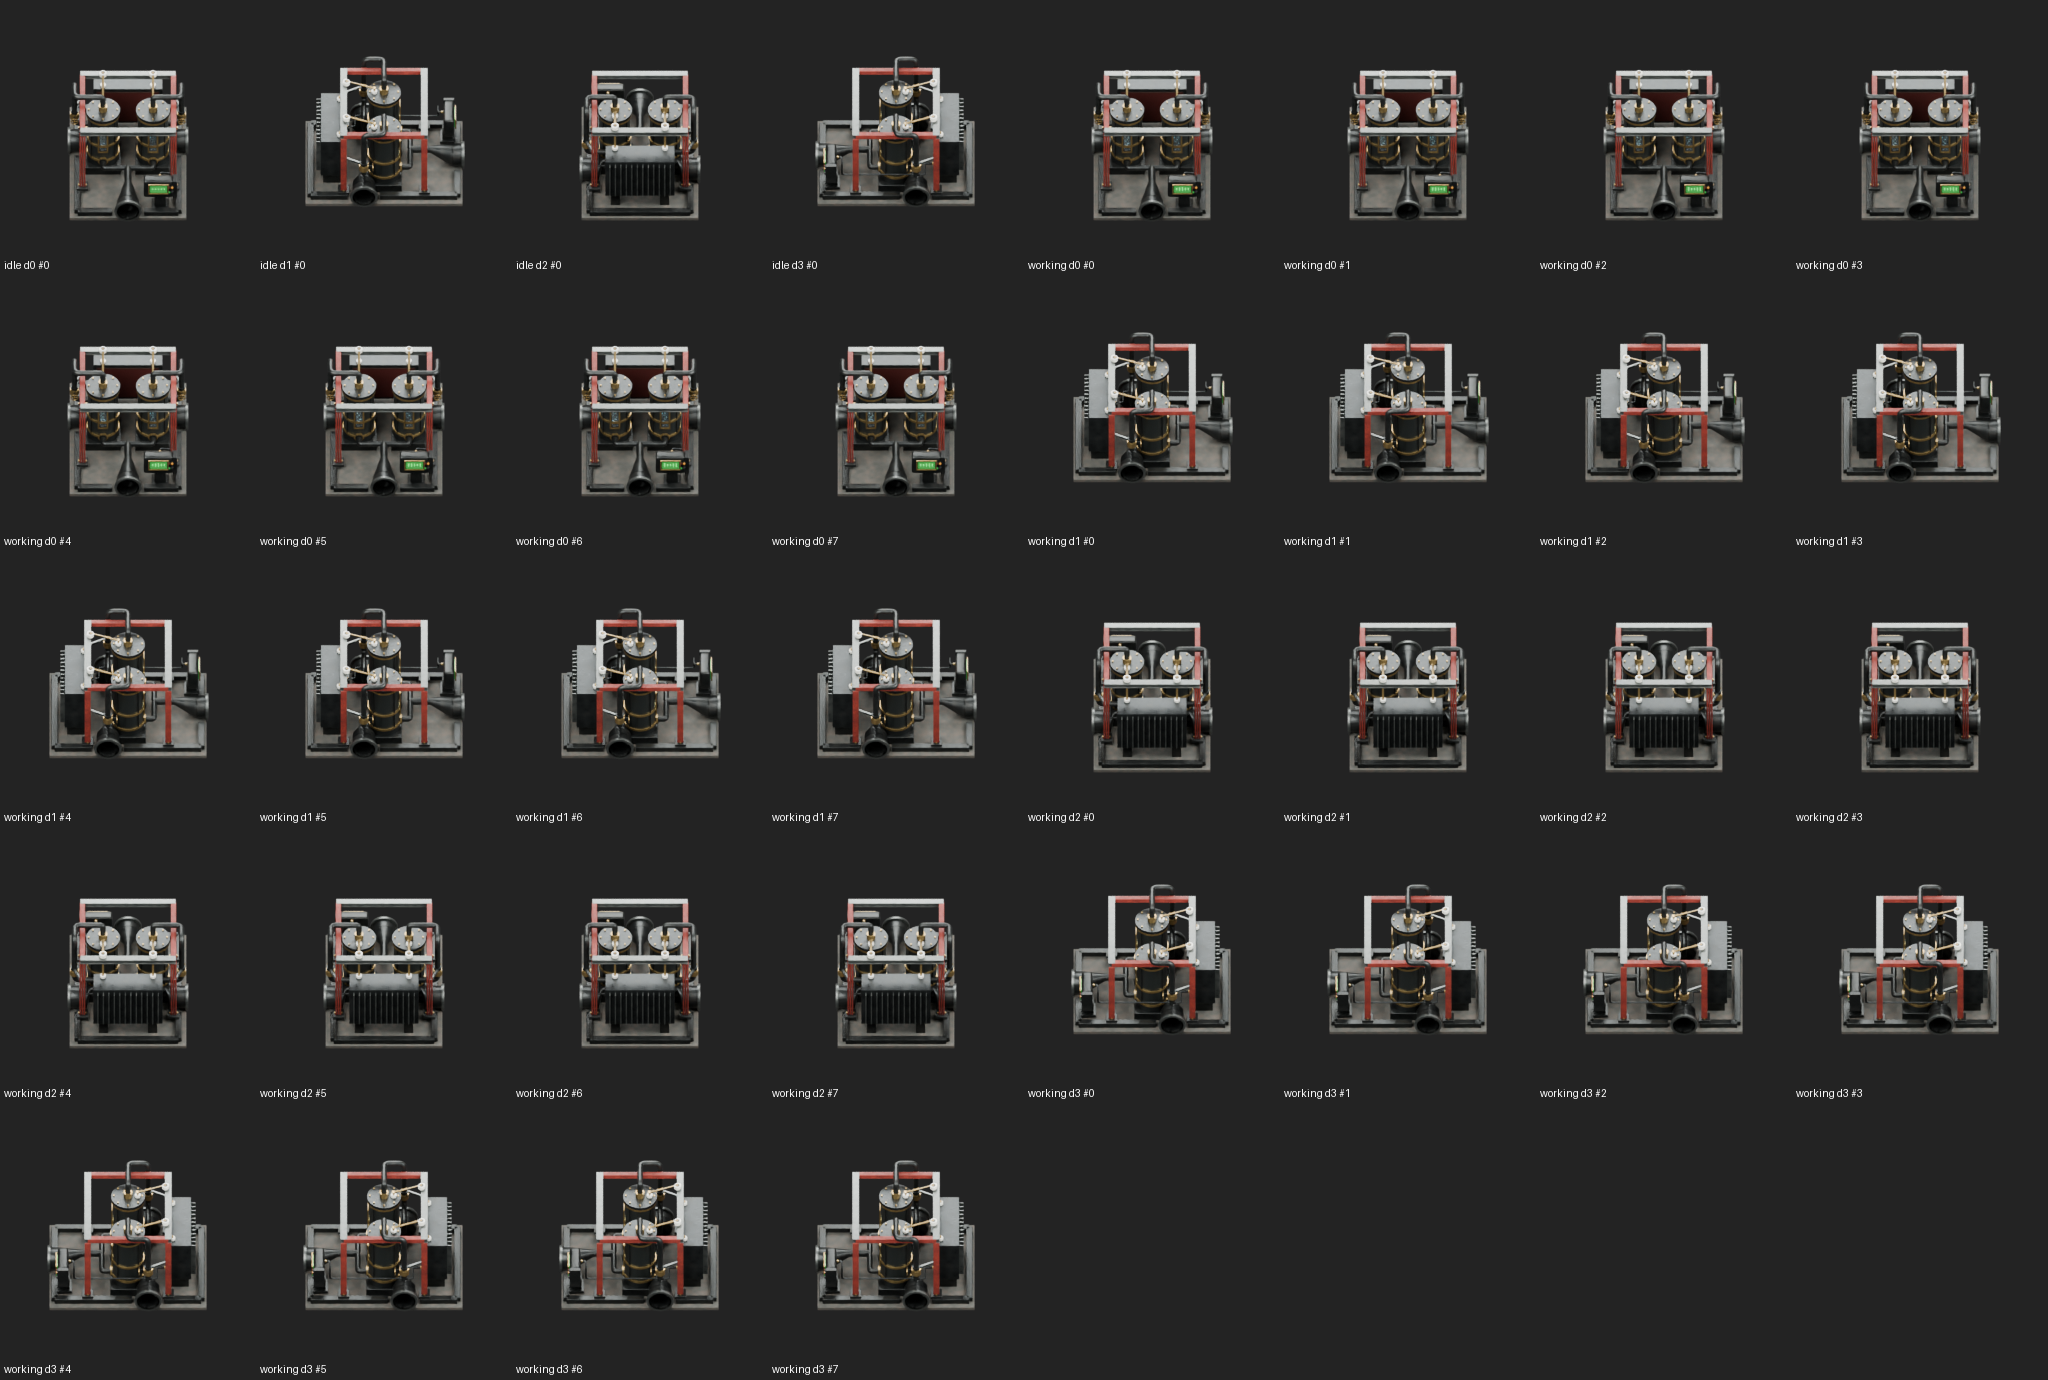 idle d0 #0
idle d1 #0
idle d2 #0
idle d3 #0
working d0 #0
working d0 #1
working d0 #2
working d0 #3
working d0 #4
working d0 #5
working d0 #6
working d0 #7
working d1 #0
working d1 #1
working d1 #2
working d1 #3
working d1 #4
working d1 #5
working d1 #6
working d1 #7
working d2 #0
working d2 #1
working d2 #2
working d2 #3
working d2 #4
working d2 #5
working d2 #6
working d2 #7
working d3 #0
working d3 #1
working d3 #2
working d3 #3
working d3 #4
working d3 #5
working d3 #6
working d3 #7